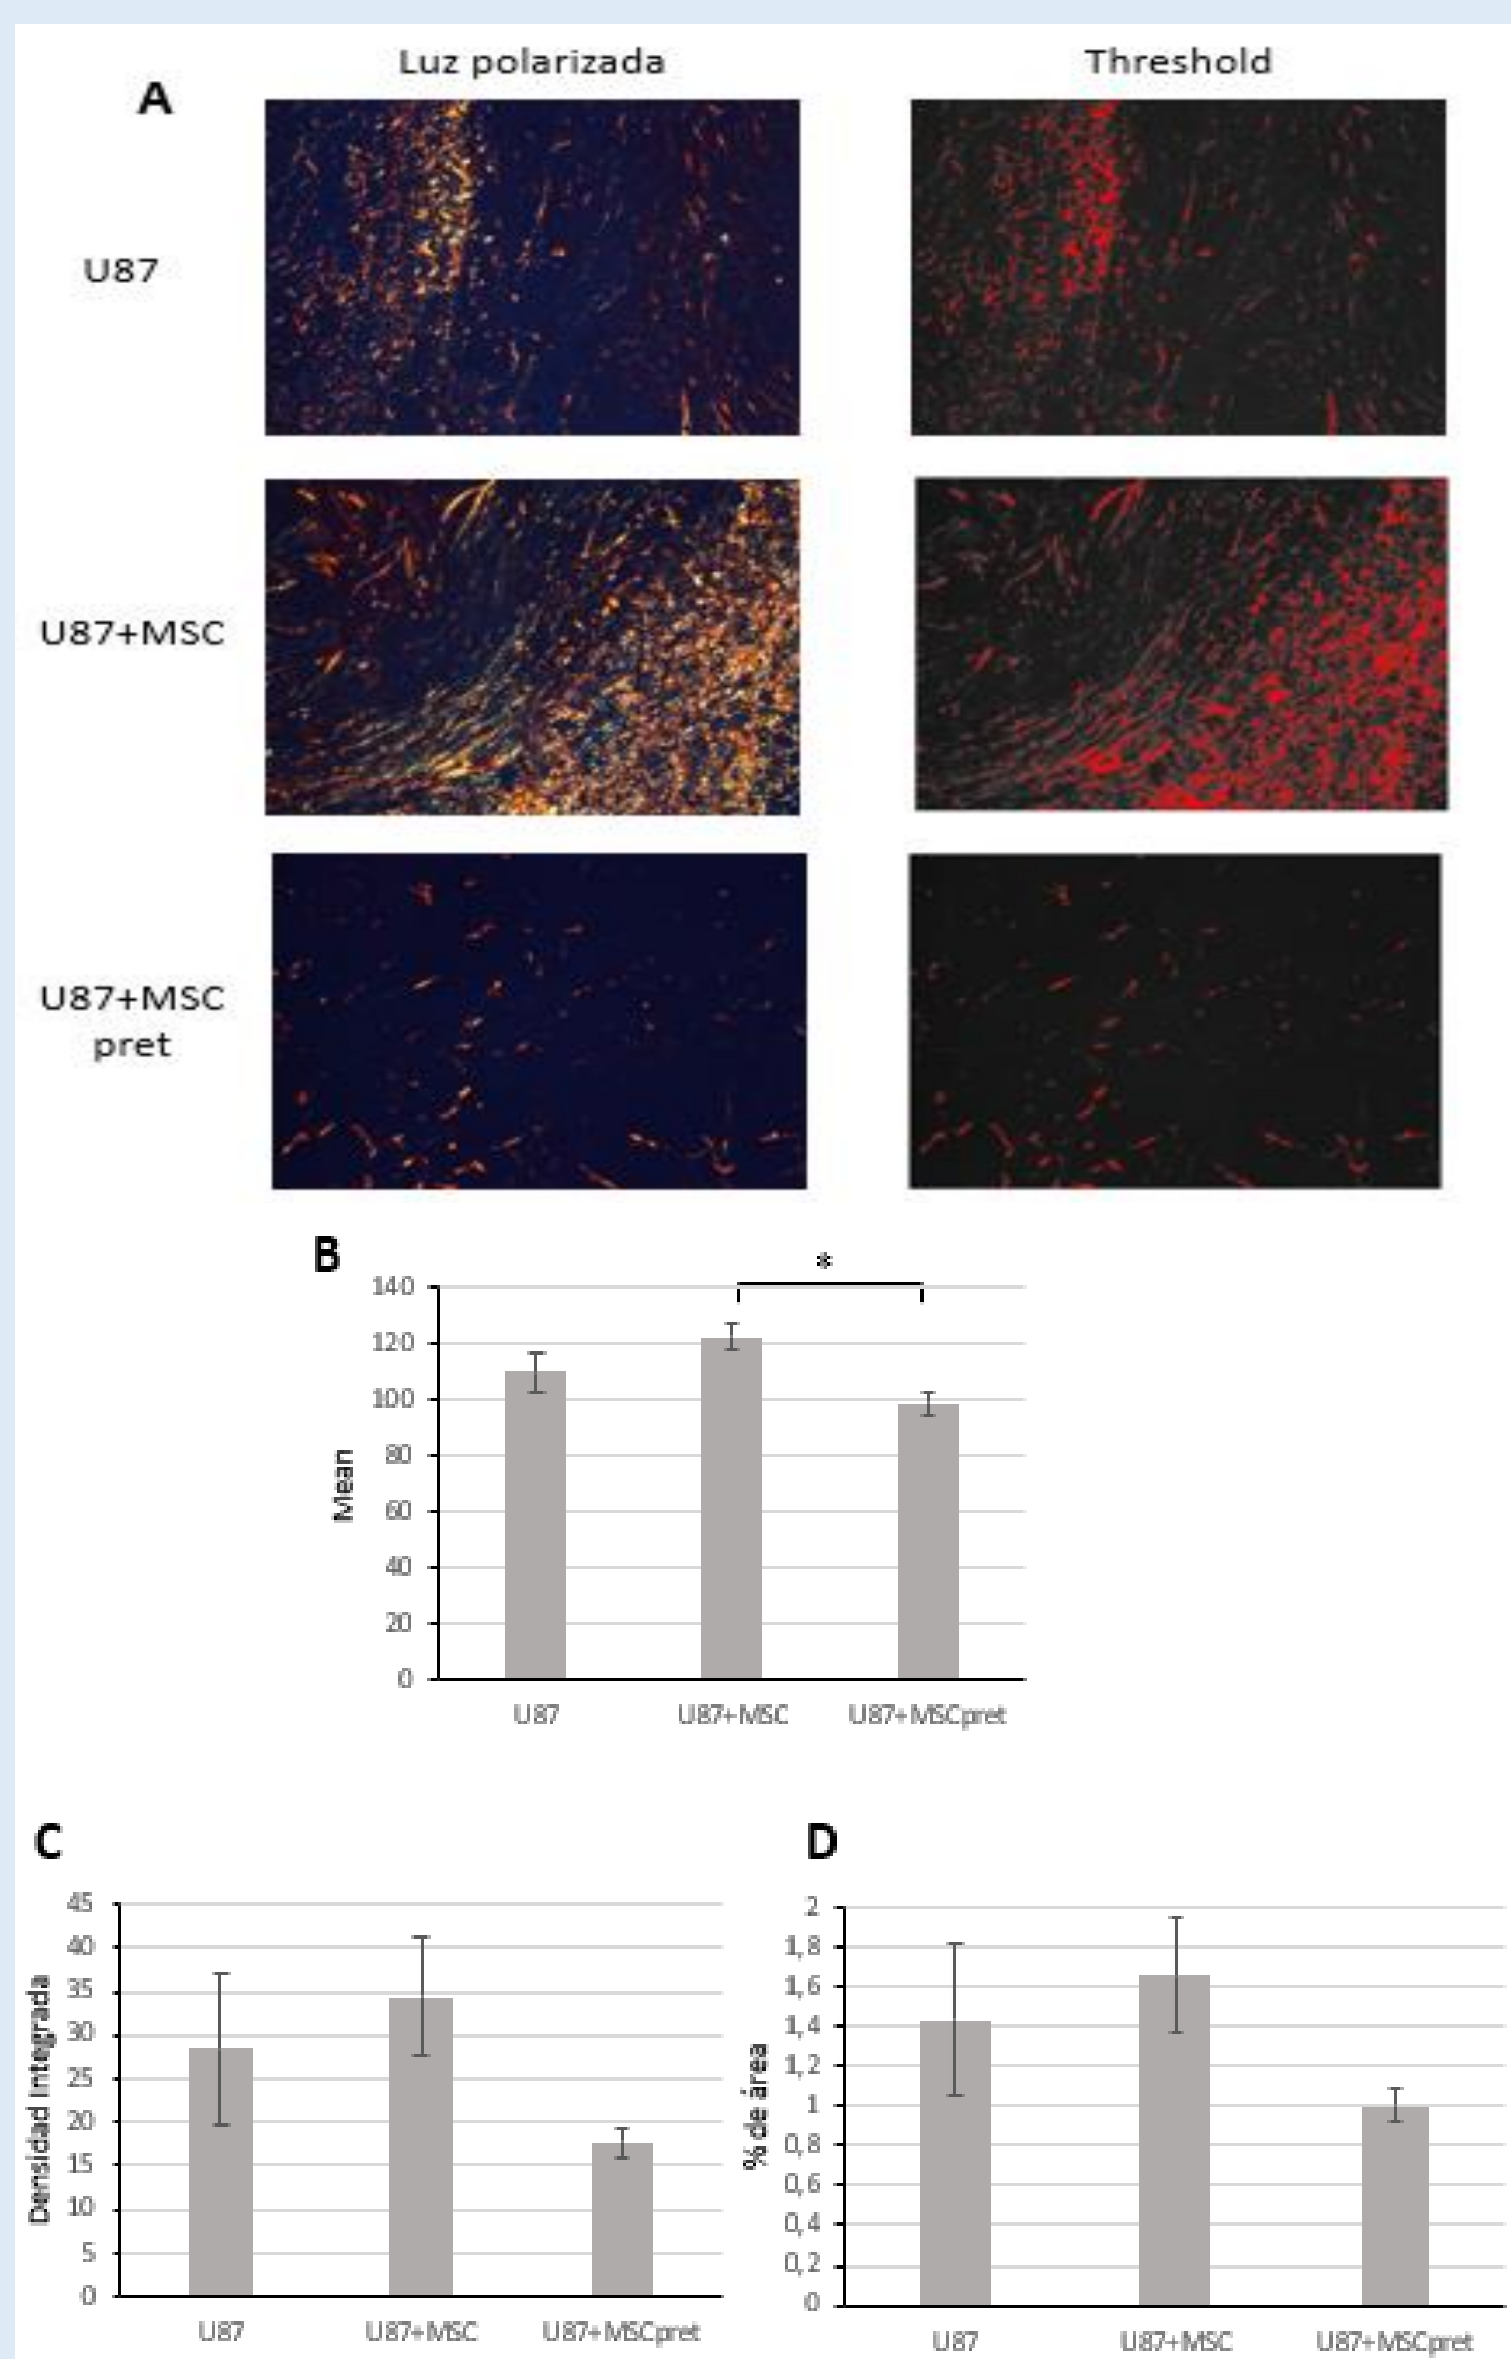 Luz polarizada
Threshold
A
U87
U87+MSC
U87+MSC
pret
B
*
140
120
100
80
60
40
20
0
Mean
U87
U87+MSC
U87+MSCpret
C
45
40
35
30
25
20
15
10
5
0
Densidad Integrada
U87
U87+MSC
U87+MSCpret
D
2
1,8
1,6
1,4
1,2
1
0,8
0,6
0,4
0,2
0
% de área
U87
U87+MSC
U87+MSCpret